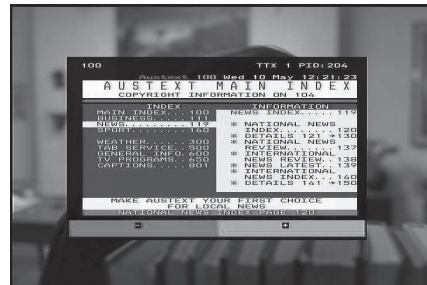 100 TTX 1 PID:204
Austext 100 Wed 10 May 12:21:23
AUSTEXT MAIN INDEX
COPYRIGHT INFORMATION ON 104
INDEX
MAIN INDEX...100
BUSINESS.....111
NEWS.........119
SPORT........160
WEATHER......300
TAB SERVICE..500
GENERAL INFO.600
TV PROGRAMS..650
CAPTIONS.....801
INFORMATION
NEWS INDEX.....119
* NATIONAL NEWS
INDEX........120
* DETAILS 121 →130
* NATIONAL NEWS
REVIEW.......137
* INTERNATIONAL
NEWS REVIEW..138
* NEWS LATEST..139
* INTERNATIONAL
NEWS INDEX...140
* DETAILS 141 →150
MAKE AUSTEXT YOUR FIRST CHOICE
FOR LOCAL NEWS
NATIONAL NEWS INDEX PAGE 120